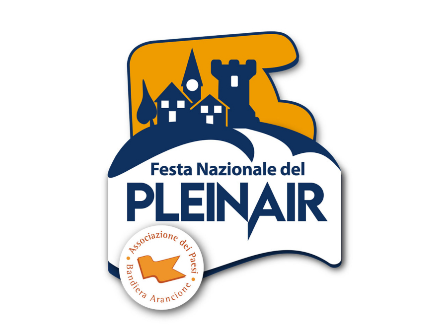 Festa Nazionale del
PLEINAIR
Associazione dei Paesi
Bandiera Arancione